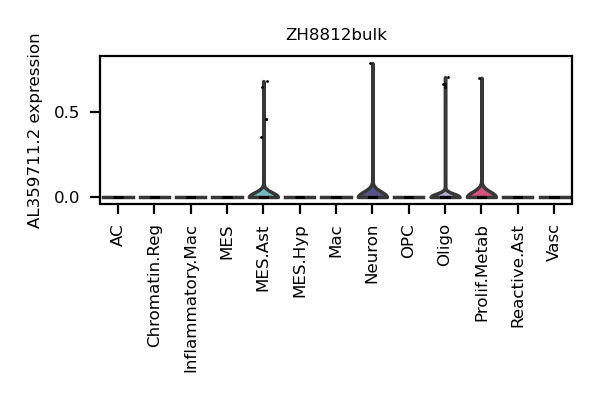 ZH8812bulk
AL359711.2 expression
0.5
0.0
AC
Chromatin.Reg
Inflammatory.Mac
MES
MES.Ast
MES.Hyp
Mac
Neuron
OPC
Oligo
Prolif.Metab
Reactive.Ast
Vasc